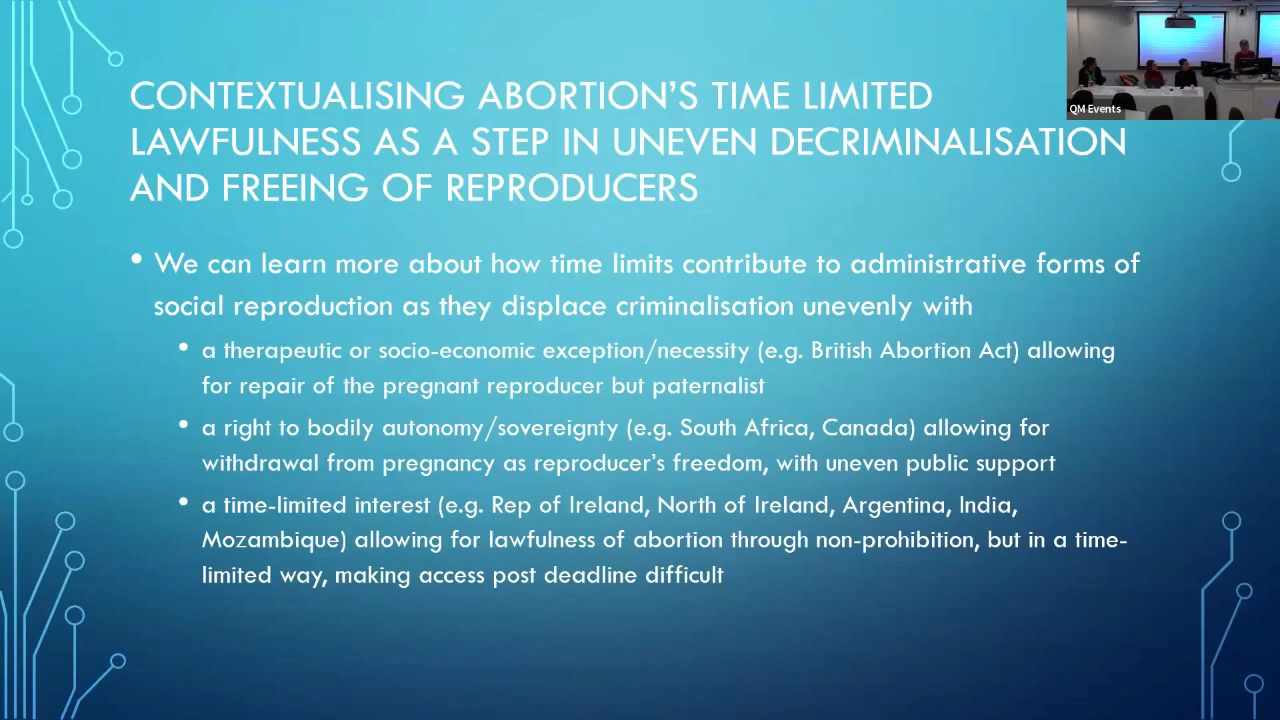 CONTEXTUALISING ABORTION'S TIME LIMITED
LAWFULNESS AS A STEP IN UNEVEN DECRIMINALISATION
AND FREEING OF REPRODUCERS
QM Events
• We can learn more about how time limits contribute to administrative forms of
social reproduction as they displace criminalisation unevenly with
• a therapeutic or socio-economic exception/necessity (e.g. British Abortion Act) allowing
for repair of the pregnant reproducer but paternalist
• a right to bodily autonomy/sovereignty (e.g. South Africa, Canada) allowing for
withdrawal from pregnancy as reproducer's freedom, with uneven public support
• a time-limited interest (e.g. Rep of Ireland, North of Ireland, Argentina, India,
Mozambique) allowing for lawfulness of abortion through non-prohibition, but in a time-
limited way, making access post deadline difficult